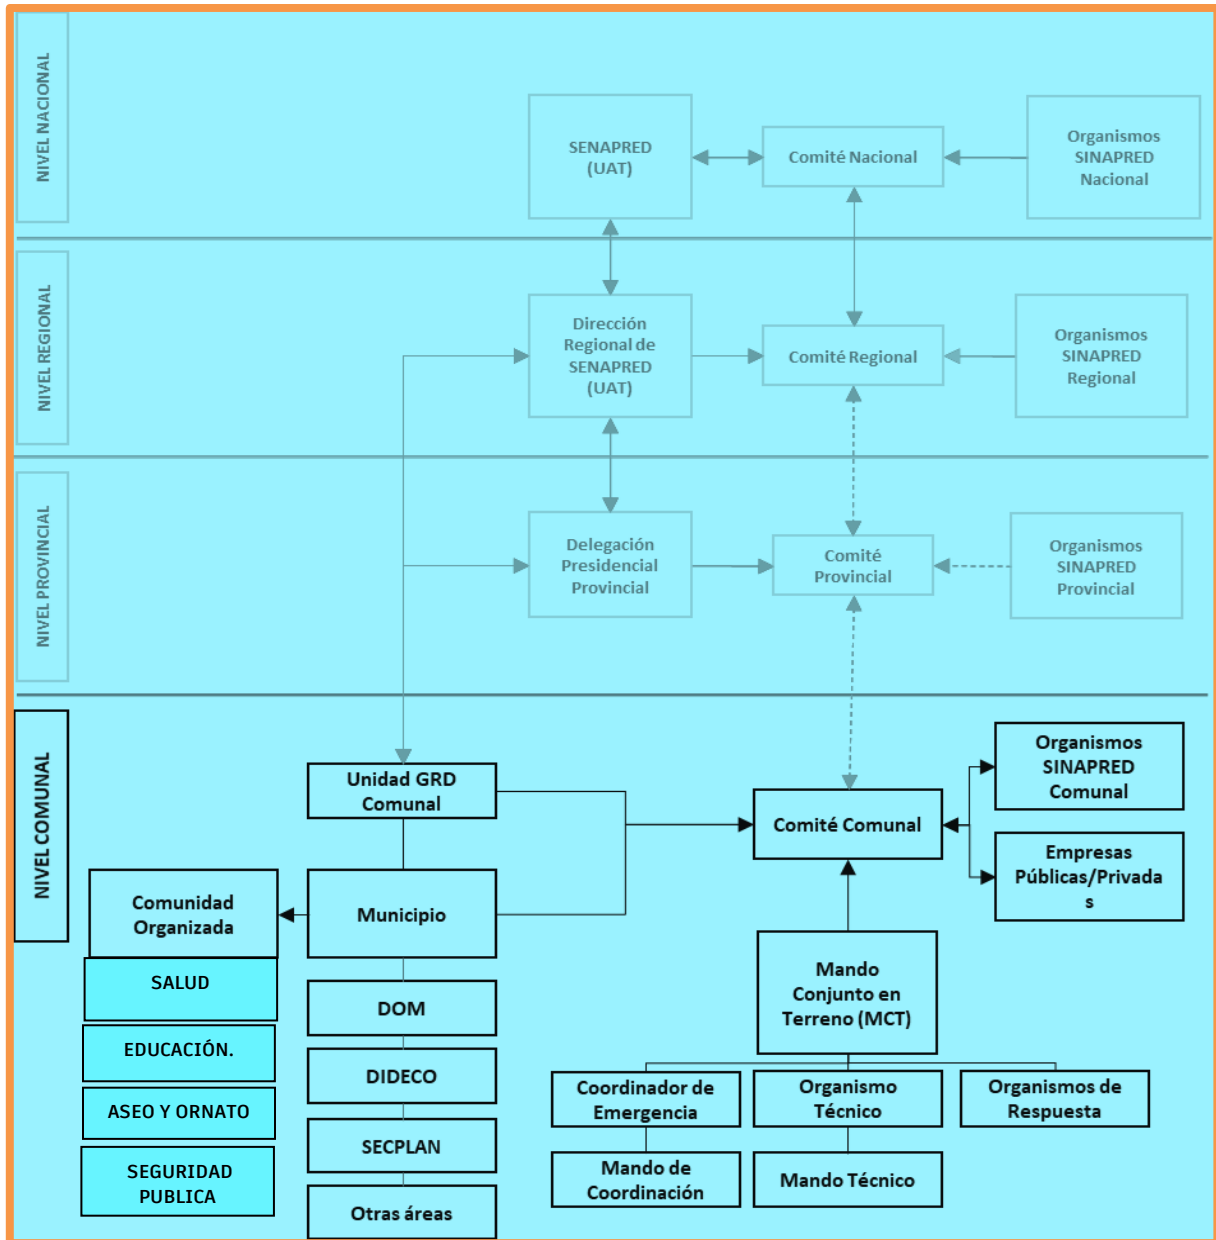 NIVEL NACIONAL
SENAPRED
(UAT)
Comité Nacional
Organismos
SINAPRED
Nacional
NIVEL REGIONAL
Dirección
Regional de
SENAPRED
(UAT)
Comité Regional
Organismos
SINAPRED
Regional
NIVEL PROVINCIAL
Delegación
Presidencial
Provincial
Comité
Provincial
Organismos
SINAPRED
Provincial
NIVEL COMUNAL
Unidad GRD
Comunal
Comité Comunal
Organismos
SINAPRED
Comunal
Empresas
Públicas/Privada
s
Comunidad
Organizada
Municipio
SALUD
EDUCACIÓN.
ASEO Y ORNATO
SEGURIDAD
PUBLICA
DOM
DIDECO
SECPLAN
Otras áreas
Mando
Conjunto en
Terreno (MCT)
Coordinador de
Emergencia
Organismo
Técnico
Organismos de
Respuesta
Mando de
Coordinación
Mando Técnico